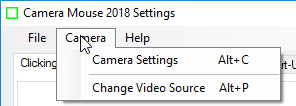 Camera Mouse 2018 Settings
File Camera Help
Clicking
Camera Settings Alt+C
Change Video Source Alt+P